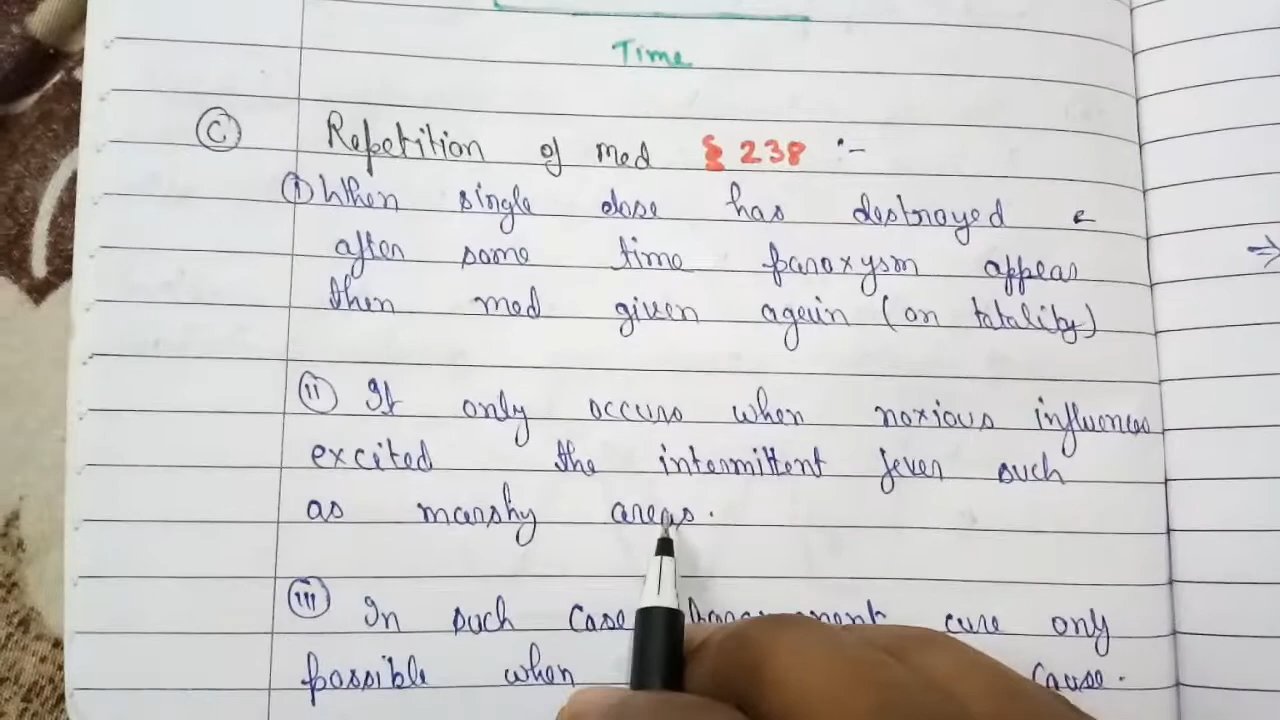 Time
C Repetition of med § 238 :-
i) When single dose has destroyed &
after some time paroxysm appear
then med given again (on totality)
ii It only occurs when noxious influences
excited the intermittent fever such
as marshy areas.
iii In such case cure only
possible when cause.